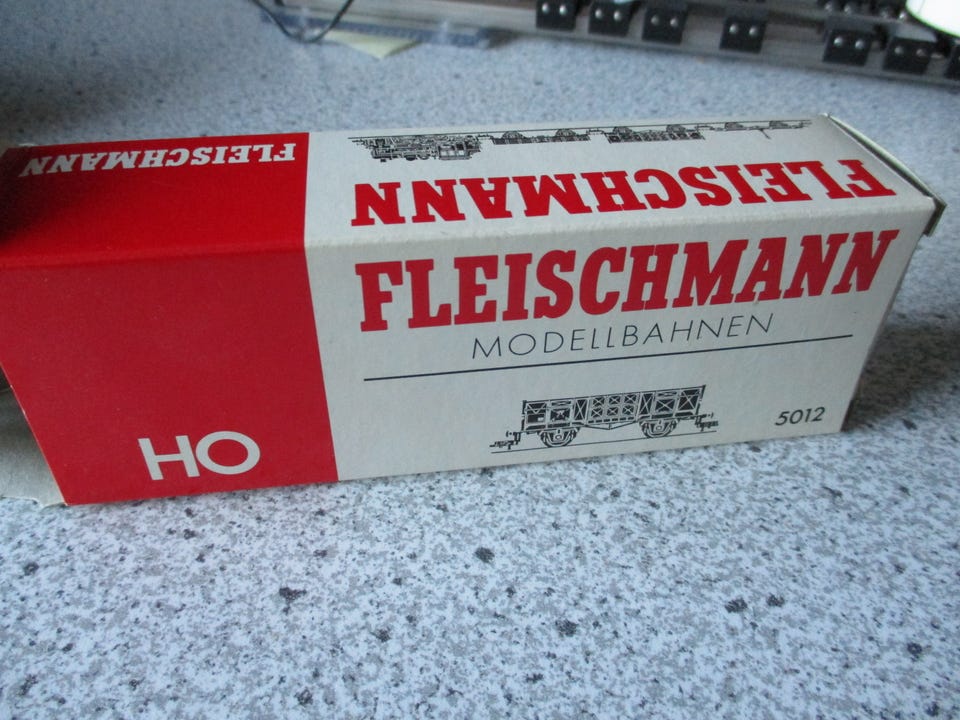 FLEISCHMANN
FLEISCHMANN
FLEISCHMANN
MODELLBAHNEN
5012
HO